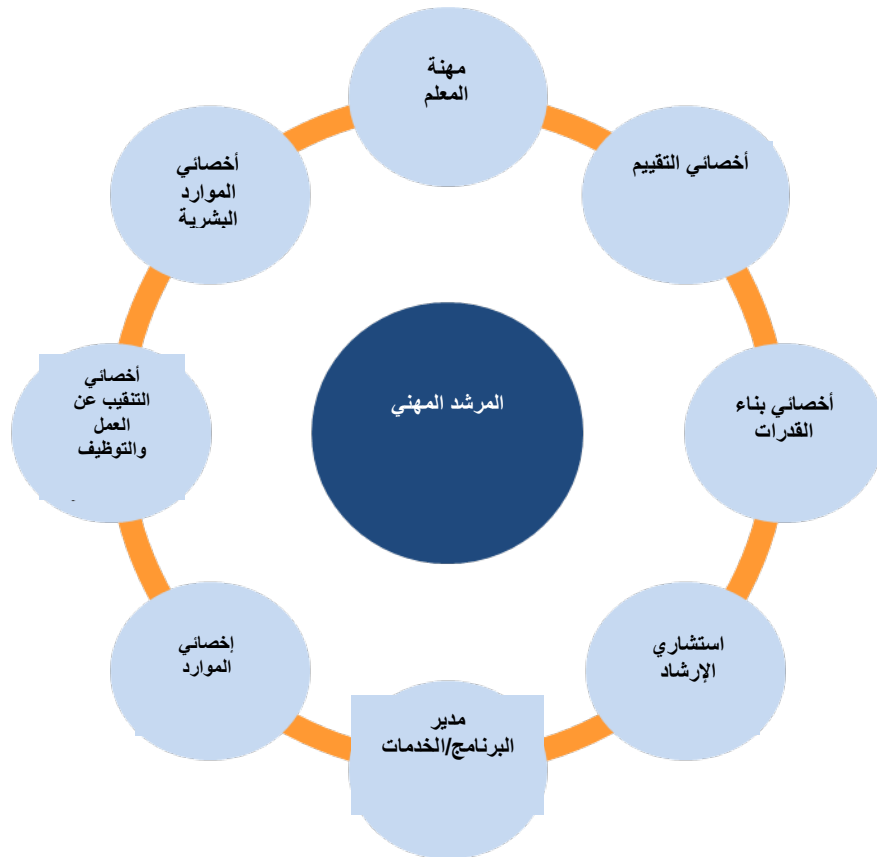 مهنة
المعلم
أخصائي التقييم
أخصائي بناء
القدرات
استشاري
الإرشاد
مدير
البرنامج/الخدمات
إخصائي
الموارد
أخصائي
التنقيب عن
العمل
والتوظيف
أخصائي
الموارد
البشرية
المرشد المهني